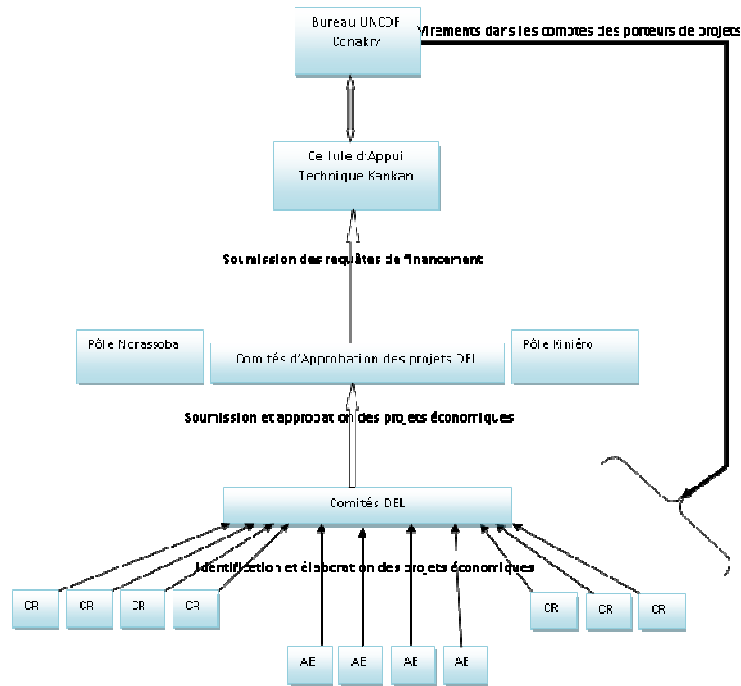 Bureau UNCDF
Conakry
Virements dans les comptes des porteurs de projets
Cellule d'Appui
Technique Kankan
Soumission des requêtes de financement
Pôle Norassoba
Comités d'Approbation des projets DEL
Pôle Kiniéro
Soumission et approbation des projets économiques
Comités DEL
Identification et élaboration des projets économiques
CR CR CR CR CR CR CR
AE AE AE AE